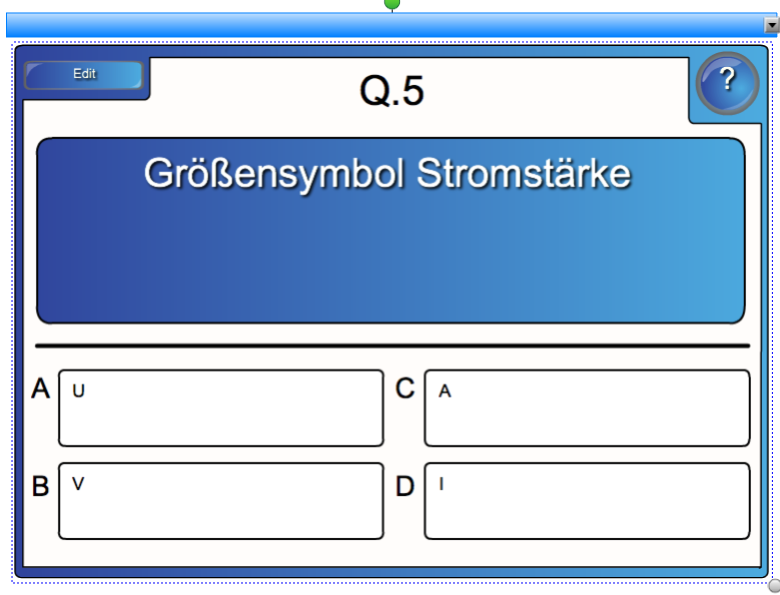 Edit
Q.5
?
Größensymbol Stromstärke
A U
C A
B V
D I